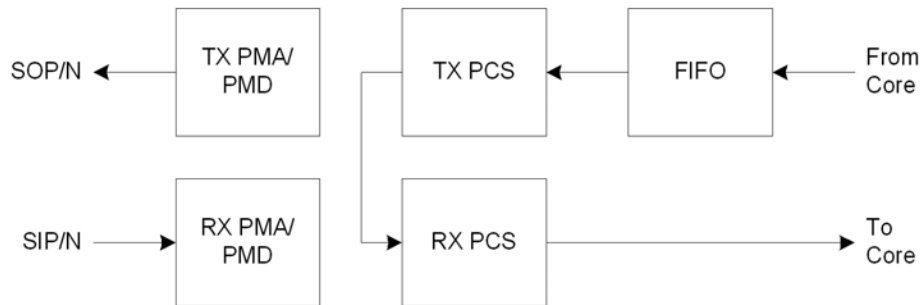 SOP/N
TX PMA/
PMD
TX PCS
FIFO
From
Core
SIP/N
RX PMA/
PMD
RX PCS
To
Core